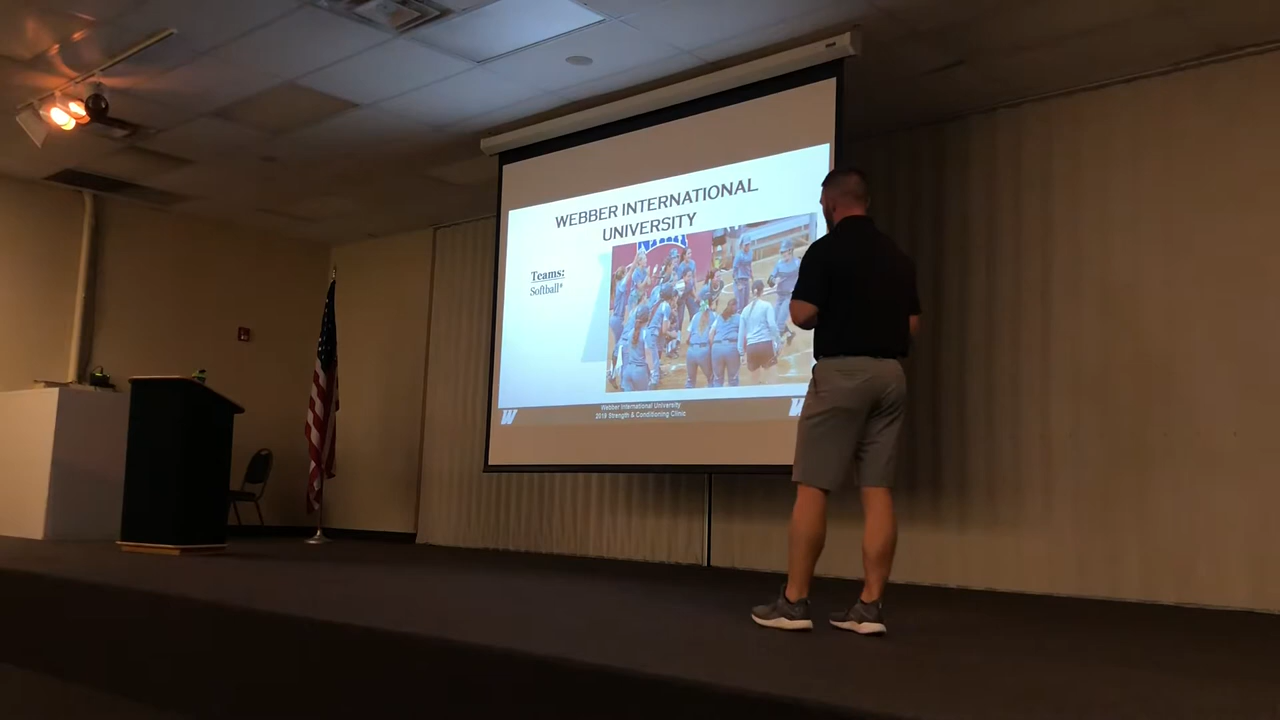 WEBBER INTERNATIONAL
UNIVERSITY
Teams:
Softball*
Webber International University
2019 Strength & Conditioning Clinic
W
W